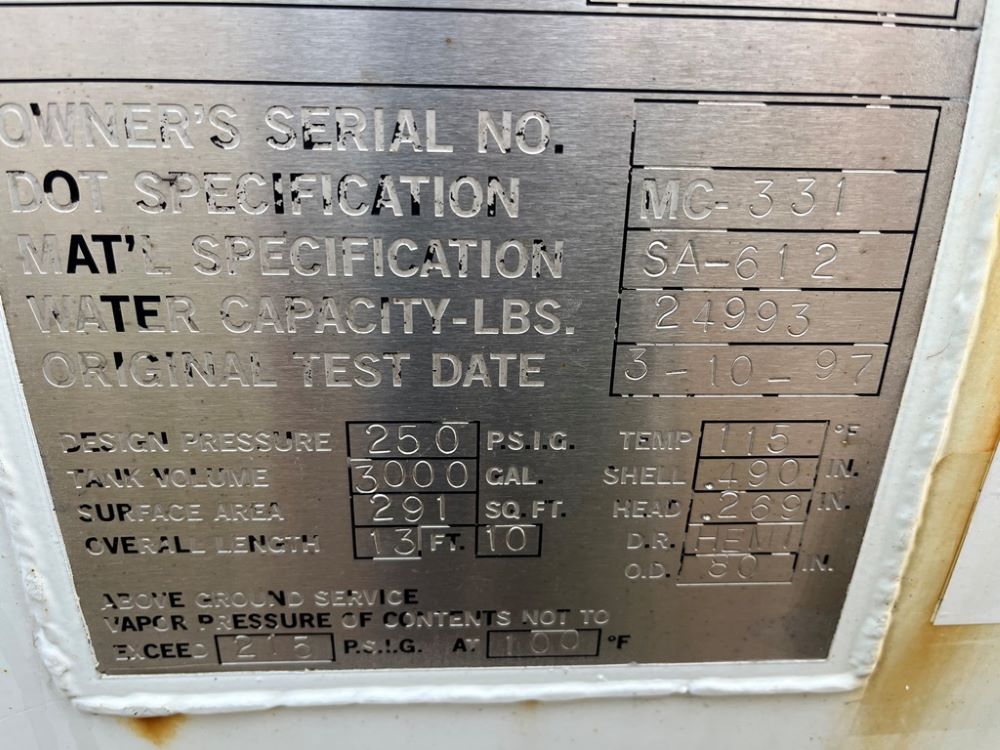 OWNER'S SERIAL NO.
DOT SPECIFICATION MC-331
MAT'L SPECIFICATION SA-612
WATER CAPACITY-LBS. 24993
ORIGINAL TEST DATE 3-10-97
DESIGN PRESSURE 250 P.S.I.G. TEMP 115 °F
TANK VOLUME 3000 GAL. SHELL .490 IN.
SURFACE AREA 291 SQ. FT. HEAD .269 IN.
OVERALL LENGTH 13 FT. 10 D.R. HEMI
O.D. IN.
ABOVE GROUND SERVICE
VAPOR PRESSURE OF CONTENTS NOT TO
EXCEED 215 P.S.I.G. AT 100 °F